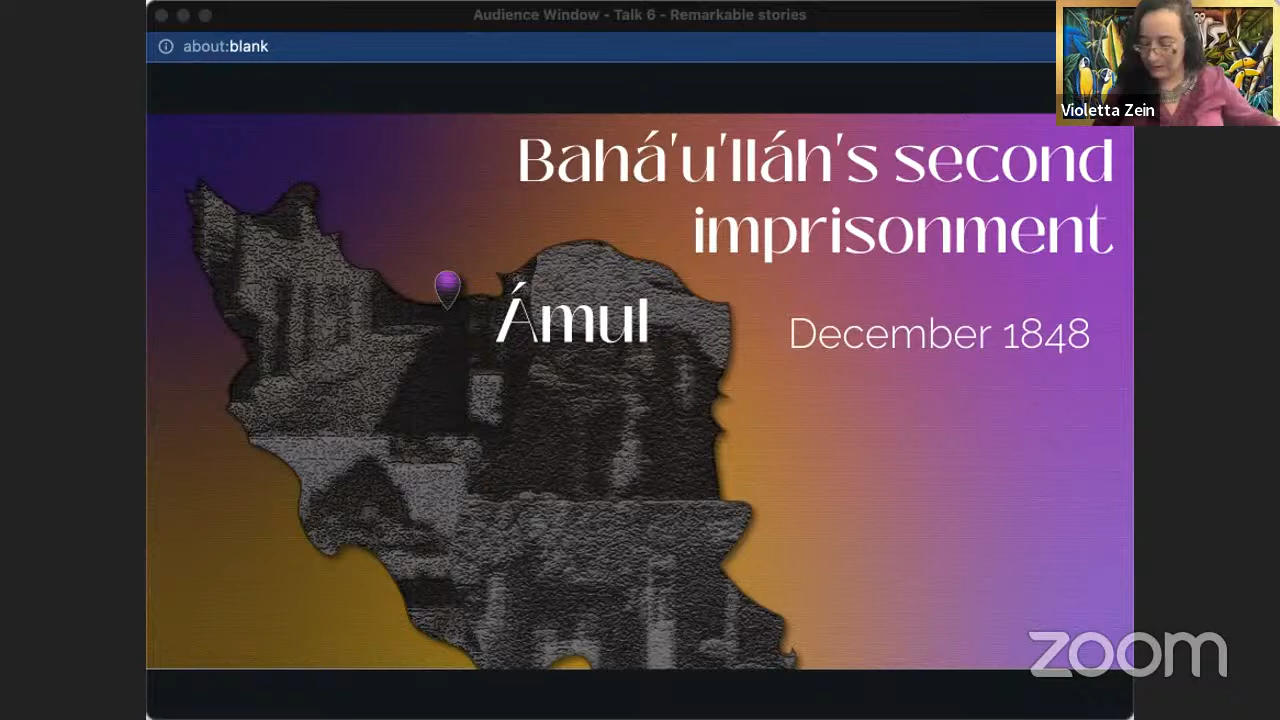 Audience Window - Talk 6 - Remarkable stories
about:blank
Violetta Zein
Bahá'u'lláh's second
imprisonment
Ámul
December 1848
zoom